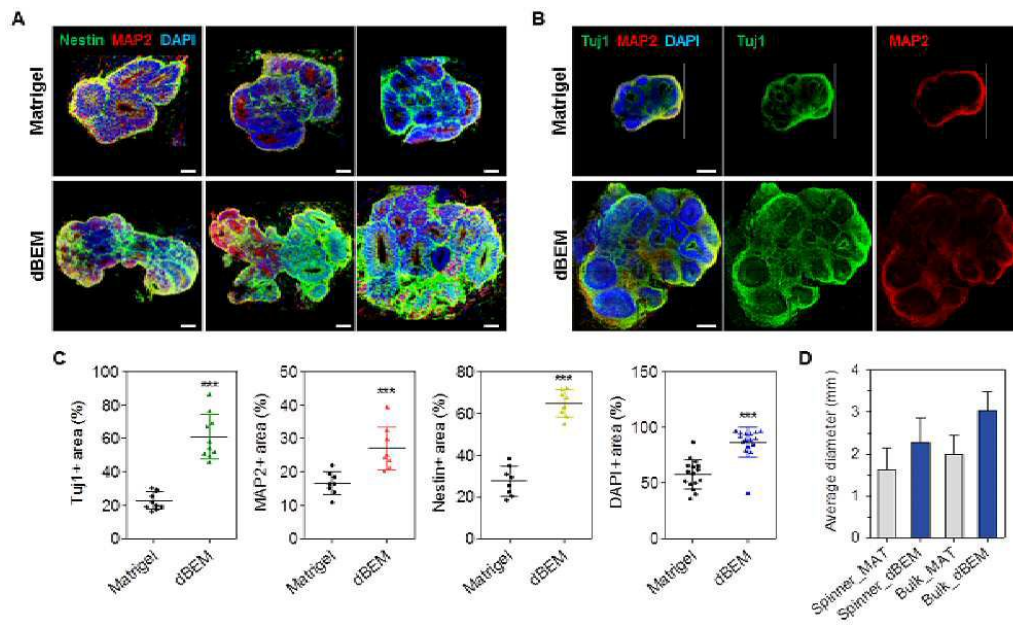 A
B
Nestin MAP2 DAPI
Tuj1 MAP2 DAPI
Tuj1
MAP2
Matrigel
dBEM
Matrigel
dBEM
C
D
Tuj1+ area (%)
100
80
60
40
20
0
***
Matrigel
dBEM
MAP2+ area (%)
50
40
30
20
10
0
***
Matrigel
dBEM
Nestin+ area (%)
80
60
40
20
0
***
Matrigel
dBEM
DAPI+ area (%)
150
100
50
0
***
Matrigel
dBEM
Average diameter (mm)
4
3
2
1
0
Spinner_MAT
Spinner_dBEM
Bulk_MAT
Bulk_dBEM